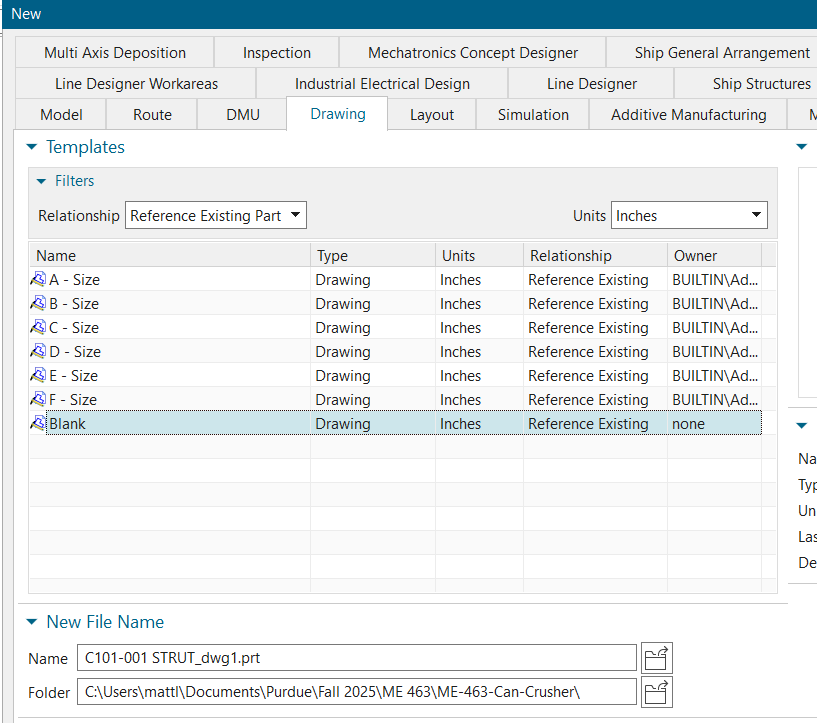 New
Multi Axis Deposition Inspection Mechatronics Concept Designer Ship General Arrangement
Line Designer Workareas Industrial Electrical Design Line Designer Ship Structures
Model Route DMU Drawing Layout Simulation Additive Manufacturing M
Templates
Filters
Relationship Reference Existing Part Units Inches
Name Type Units Relationship Owner
A - Size Drawing Inches Reference Existing BUILTIN\Ad...
B - Size Drawing Inches Reference Existing BUILTIN\Ad...
C - Size Drawing Inches Reference Existing BUILTIN\Ad...
D - Size Drawing Inches Reference Existing BUILTIN\Ad...
E - Size Drawing Inches Reference Existing BUILTIN\Ad...
F - Size Drawing Inches Reference Existing BUILTIN\Ad...
Blank Drawing Inches Reference Existing none
Na
Typ
Un
Las
De
New File Name
Name C101-001 STRUT_dwg1.prt
Folder C:\Users\mattl\Documents\Purdue\Fall 2025\ME 463\ME-463-Can-Crusher\